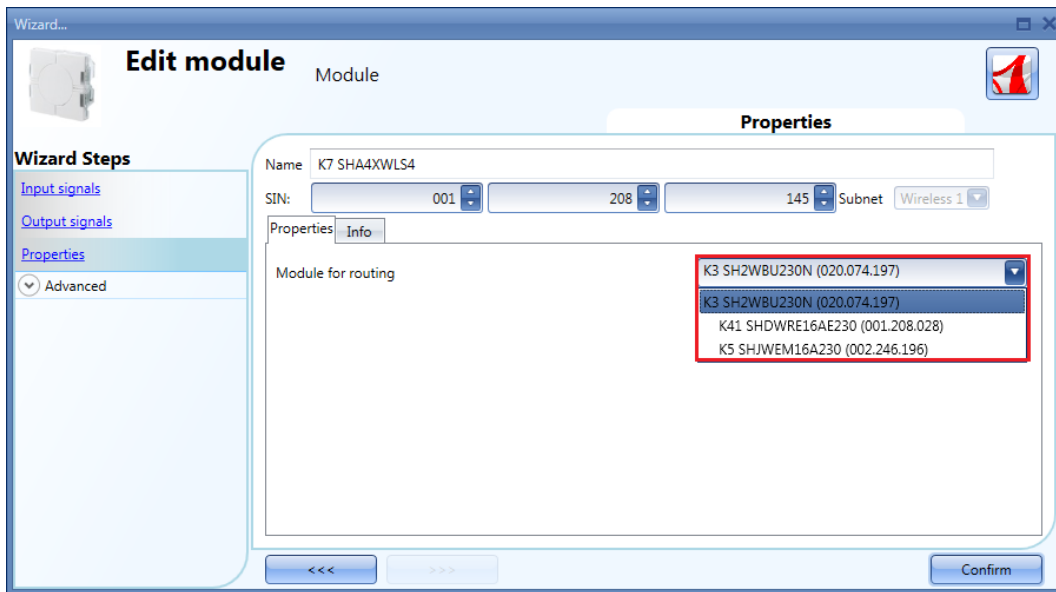 Wizard...
Edit module
Module
Properties
Wizard Steps
Input signals
Output signals
Properties
Advanced
Name K7 SHA4XWLS4
SIN: 001 208 145 Subnet Wireless 1
Properties Info
Module for routing
K3 SH2WBU230N (020.074.197)
K3 SH2WBU230N (020.074.197)
K41 SHDWRE16AE230 (001.208.028)
K5 SHJWEM16A230 (002.246.196)
<<< >>> Confirm